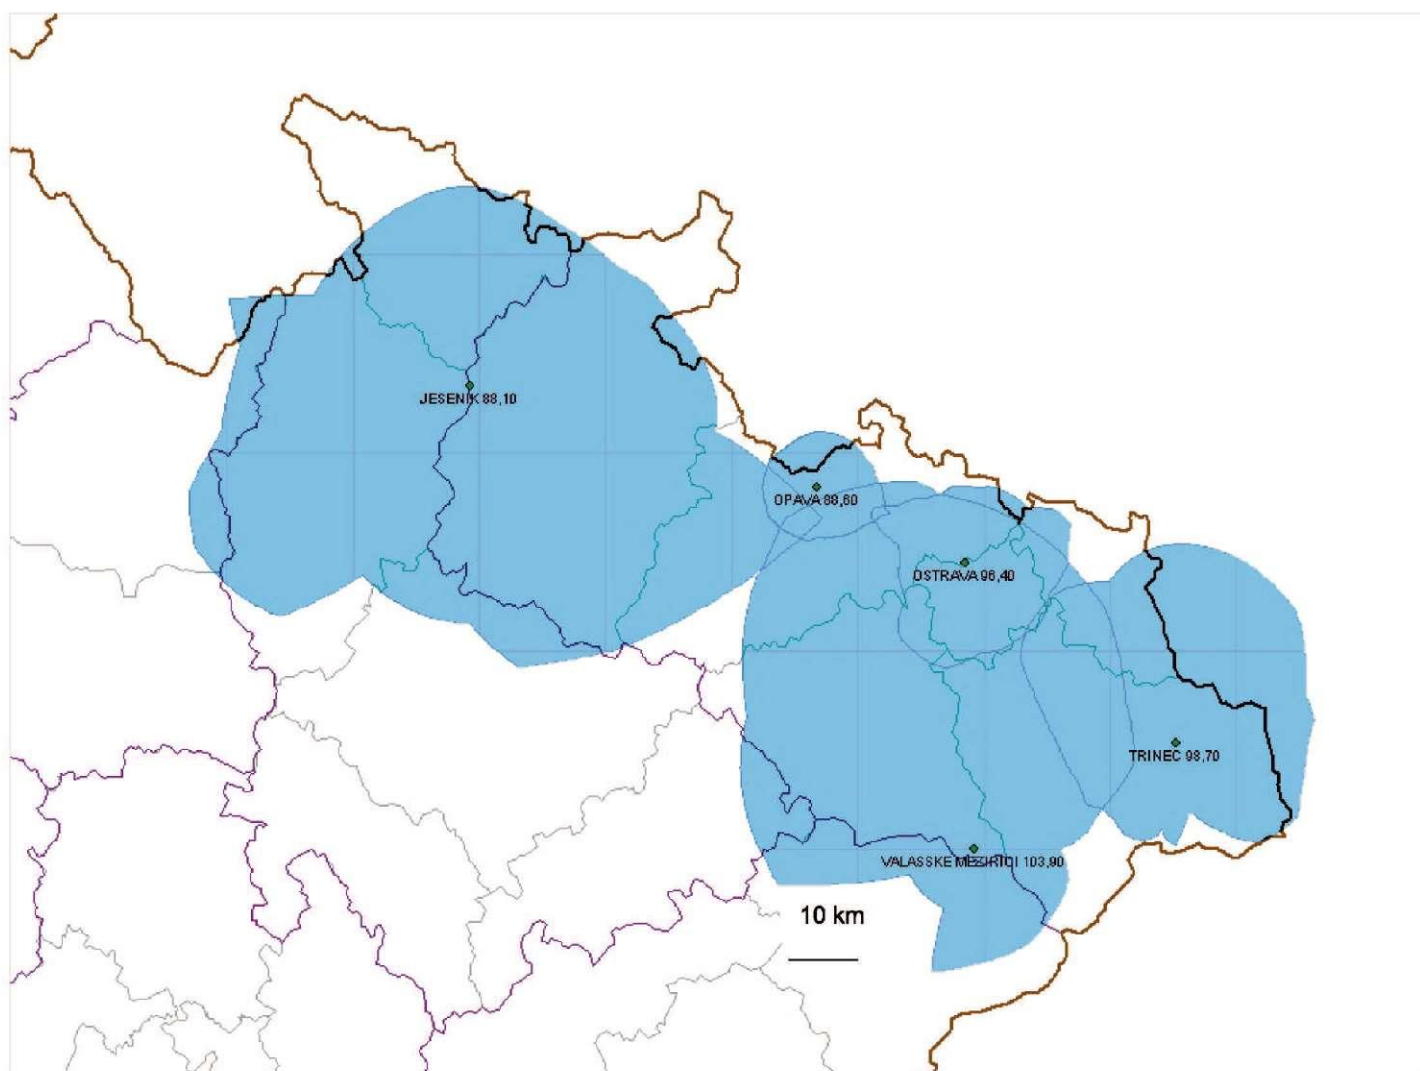 JESENIK 88,10
OPAVA 88,60
OSTRAVA 96,40
TRINEC 98,70
VALASSKE MEZIRICI 103,90
10 km